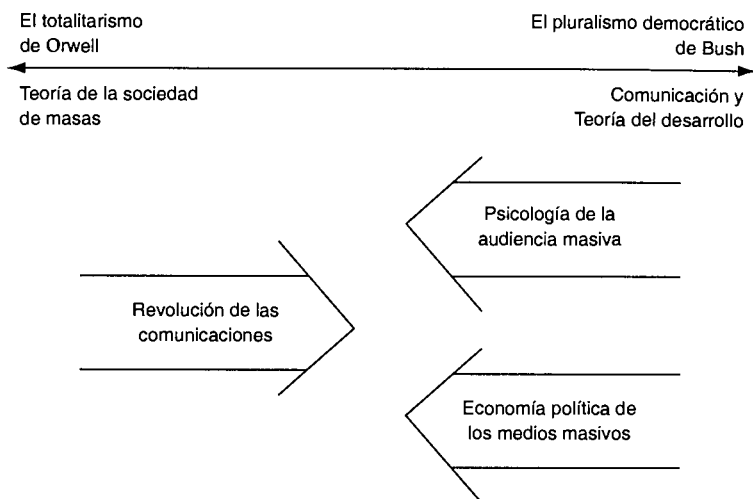 El totalitarismo
de Orwell
El pluralismo democrático
de Bush
Teoría de la sociedad
de masas
Comunicación y
Teoría del desarrollo
Psicología de la
audiencia masiva
Revolución de las
comunicaciones
Economía política de
los medios masivos